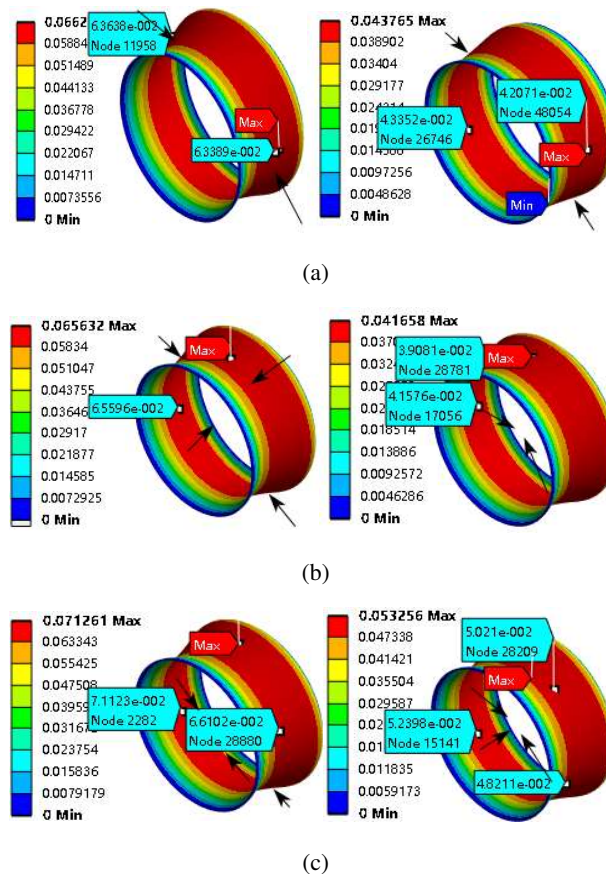 0.0662
6.3638e-002
Node 11958
0.05884
0.051489
0.044133
0.036778
0.029422
0.022067
0.014711
0.0073556
0 Min
Max
6.3389e-002
0.043765 Max
0.038902
0.03404
0.029177
4.2071e-002
Node 48054
4.3352e-002
Node 26746
Max
0.0097256
0.0048628
0 Min
Min
(a)
0.065632 Max
0.05834
0.051047
0.043755
0.03646
0.02917
0.021877
0.014585
0.0072925
0 Min
Max
6.5596e-002
0.041658 Max
3.9081e-002
Node 28781
4.1576e-002
Node 17056
Max
0.018514
0.013886
0.0092572
0.0046286
0 Min
(b)
0.071261 Max
0.063343
0.055425
0.047508
0.03959
0.03167
0.023754
0.015836
0.0079179
0 Min
Max
7.1123e-002
Node 2282
6.6102e-002
Node 28880
0.053256 Max
0.047338
0.041421
0.035504
0.029587
5.021e-002
Node 28209
Max
5.2398e-002
Node 15141
0.011835
0.0059173
0 Min
4.8211e-002
(c)